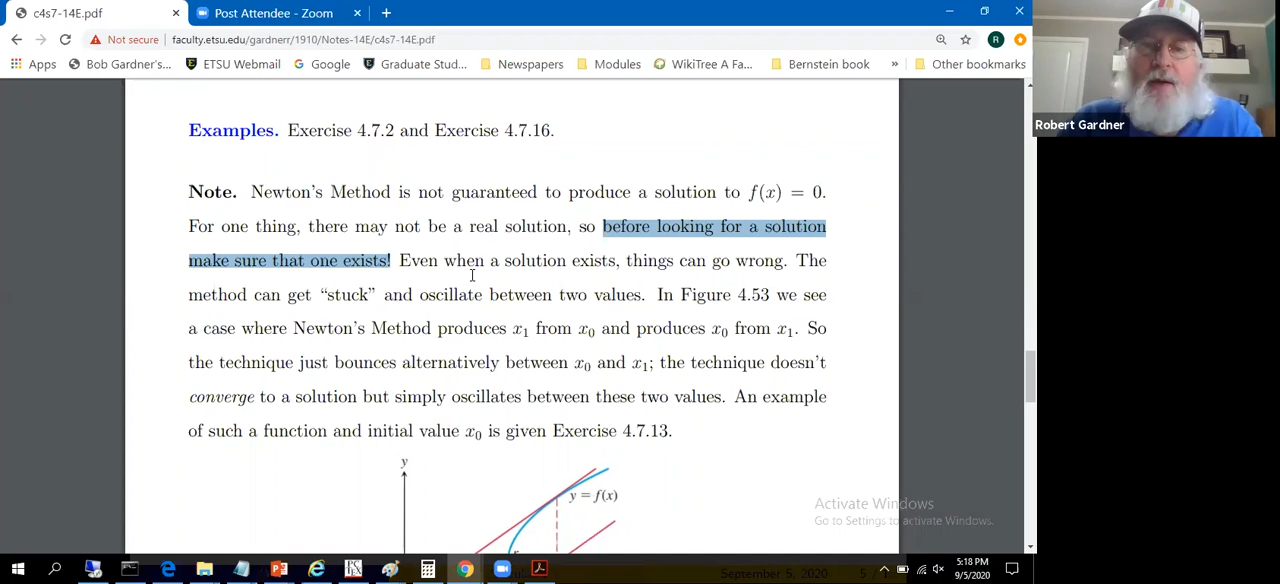 c4s7-14E.pdf
Post Attendee - Zoom
Not secure
faculty.etsu.edu/gardnerr/1910/Notes-14E/c4s7-14E.pdf
R
Apps
Bob Gardner's...
ETSU Webmail
Google
Graduate Stud...
Newspapers
Modules
WikiTree A Fa...
Bernstein book
»
Other bookmarks
Robert Gardner
Examples. Exercise 4.7.2 and Exercise 4.7.16.
Note. Newton's Method is not guaranteed to produce a solution to f(x) = 0.
For one thing, there may not be a real solution, so before looking for a solution
make sure that one exists! Even when a solution exists, things can go wrong. The
method can get "stuck" and oscillate between two values. In Figure 4.53 we see
a case where Newton's Method produces x₁ from x₀ and produces x₀ from x₁. So
the technique just bounces alternatively between x₀ and x₁; the technique doesn't
converge to a solution but simply oscillates between these two values. An example
of such a function and initial value x₀ is given Exercise 4.7.13.
y
y = f(x)
r
Activate Windows
Go to Settings to activate Windows.
5:18 PM
9/5/2020
September 5, 2020